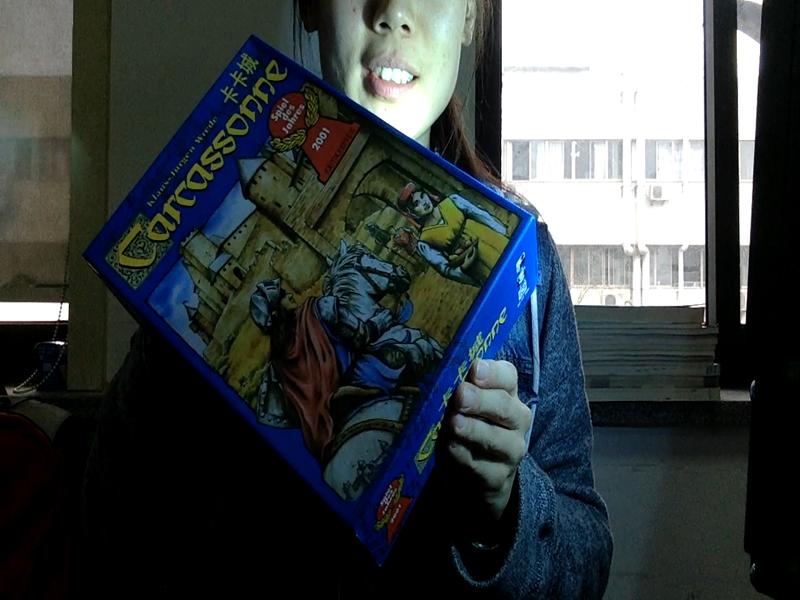 卡卡城
Klaus-Jürgen Wrede
Carcassonne
Spiel
des
Jahres
2001
卡卡城